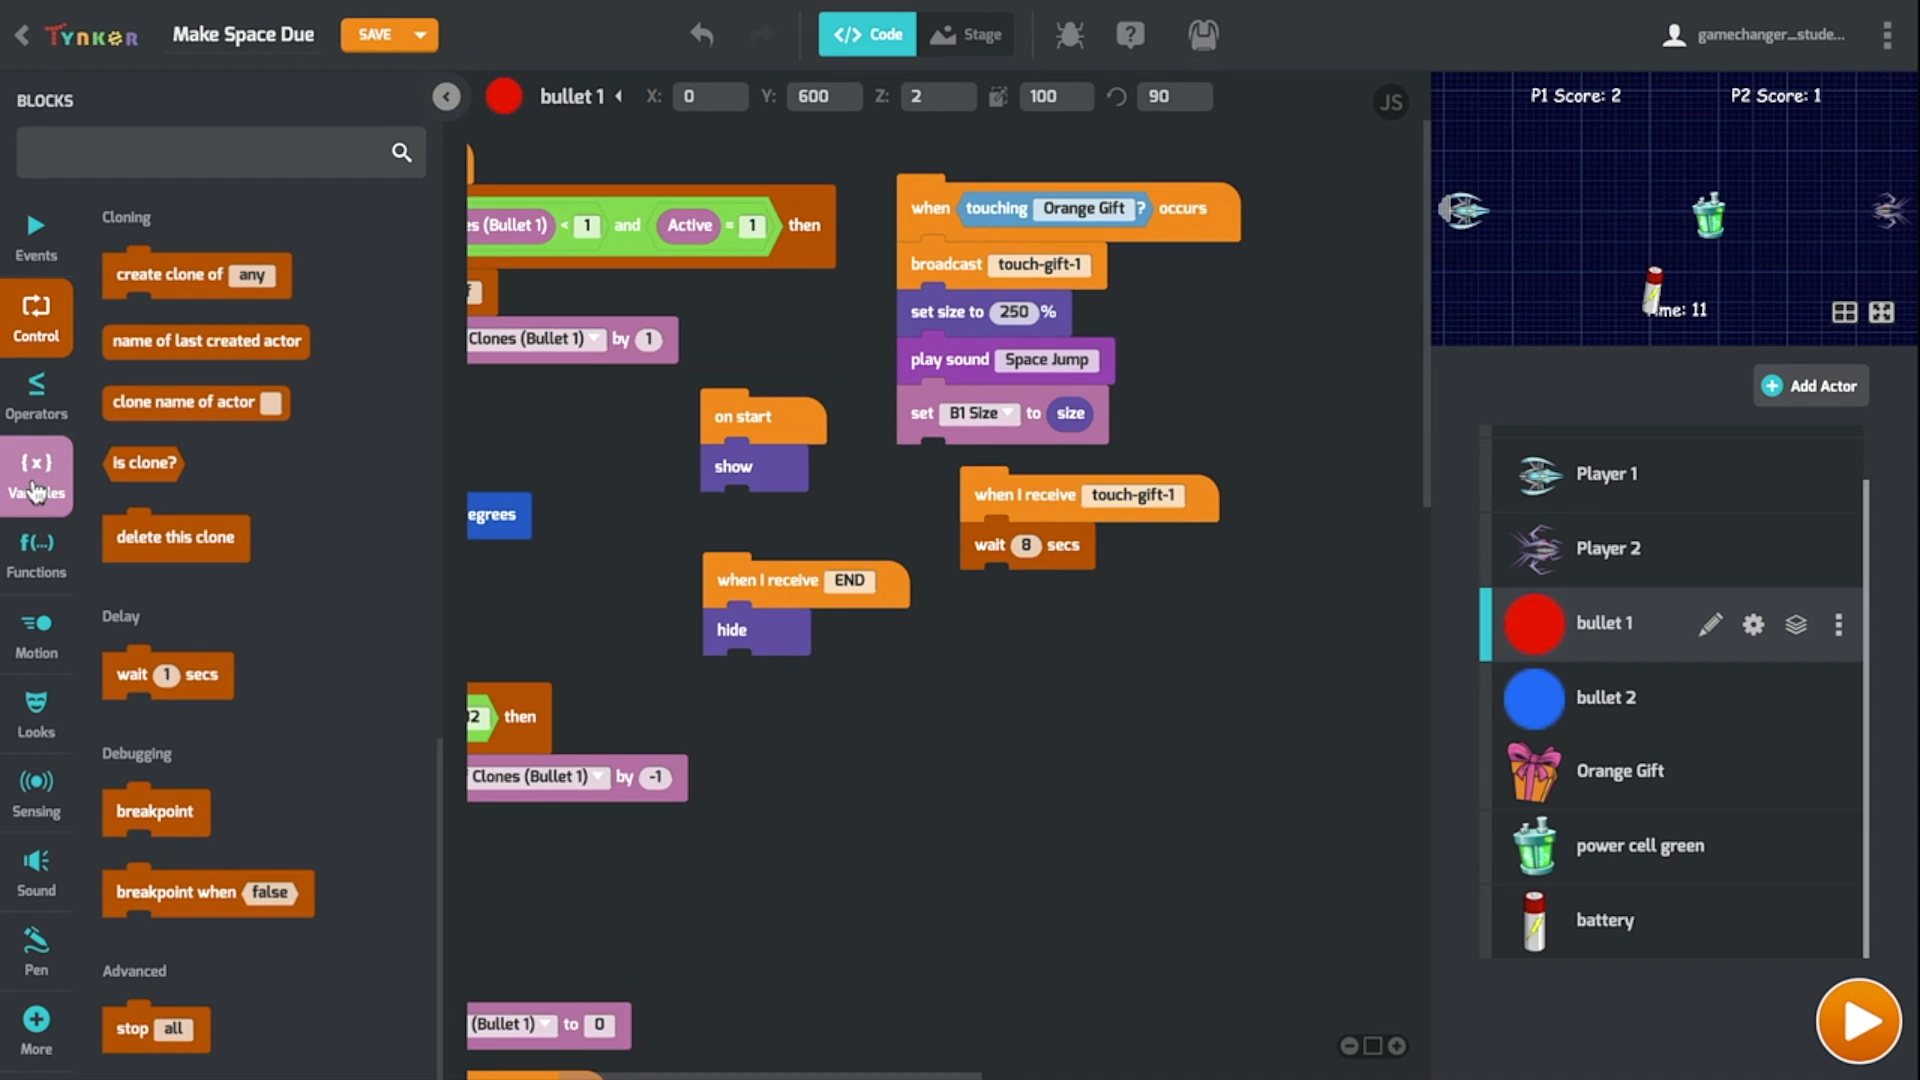 TYNKER
Make Space Due
SAVE
</> Code
Stage
?
gamechanger_stude...
BLOCKS
bullet 1
X: 0
Y: 600
Z: 2
100
90
JS
P1 Score: 2
P2 Score: 1
me: 11
Events
Control
Operators
{x}
Functions
f(...)
Motion
Looks
Sensing
Sound
Pen
More
Cloning
create clone of any
name of last created actor
clone name of actor
is clone?
delete this clone
Delay
wait 1 secs
Debugging
breakpoint
breakpoint when false
Advanced
stop all
(Bullet 1) < 1 and Active = 1 then
Clones (Bullet 1) by 1
egrees
then
Clones (Bullet 1) by -1
(Bullet 1) to 0
on start
show
when I receive END
hide
when touching Orange Gift ? occurs
broadcast touch-gift-1
set size to 250 %
play sound Space Jump
set B1 Size to size
when I receive touch-gift-1
wait 8 secs
Add Actor
Player 1
Player 2
bullet 1
bullet 2
Orange Gift
power cell green
battery